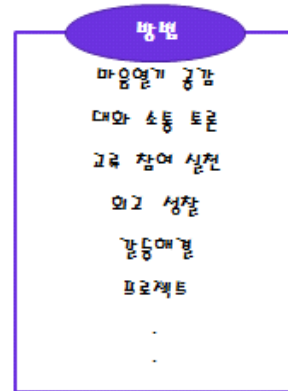 방법
마음열기 공감
대화 소통 토론
교류 참여 실천
회고 성찰
갈등해결
프로젝트
.
.